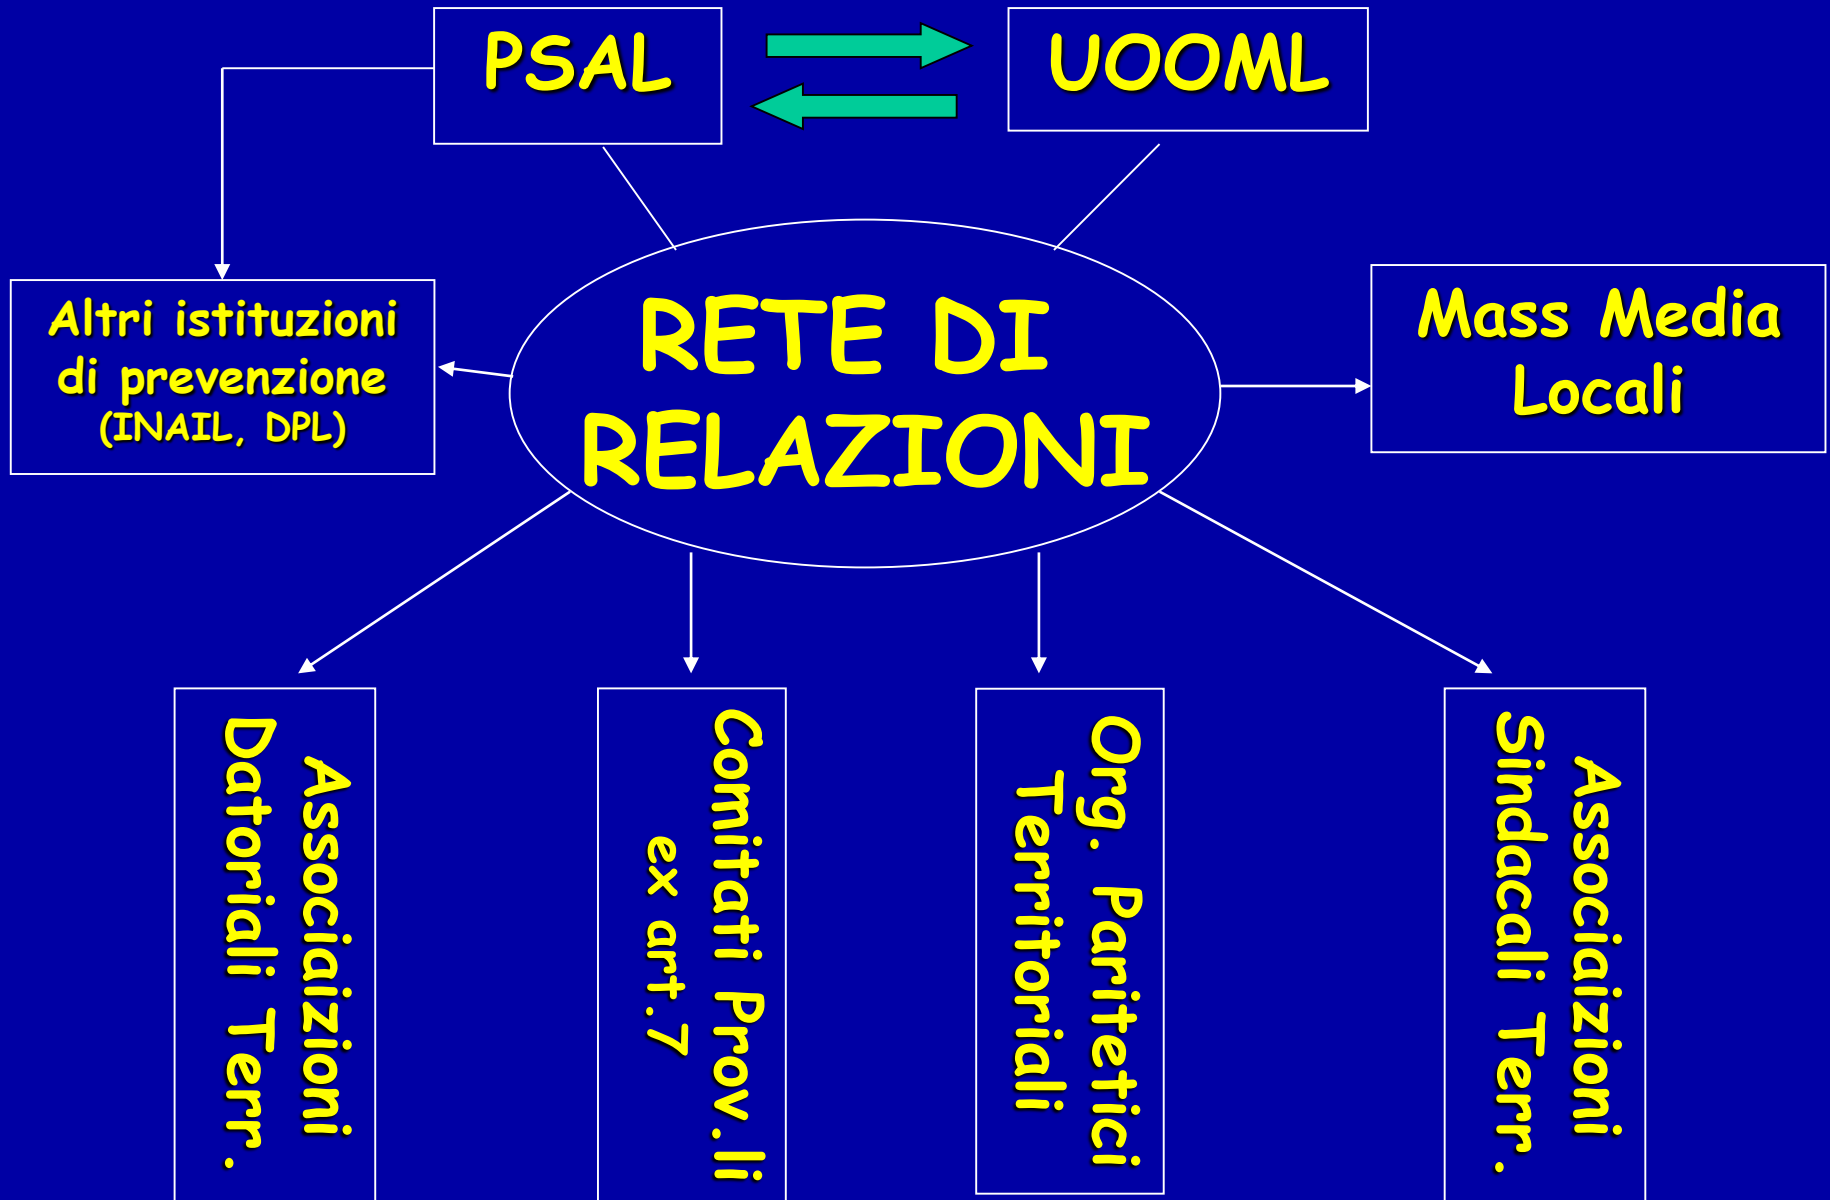 PSAL
UOOML
Altri istituzioni
di prevenzione
(INAIL, DPL)
RETE DI
RELAZIONI
Mass Media
Locali
Associaizioni
Datoriali Terr.
Comitati Prov.li
ex art.7
Org. Paritetici
Territoriali
Associaizioni
Sindacali Terr.